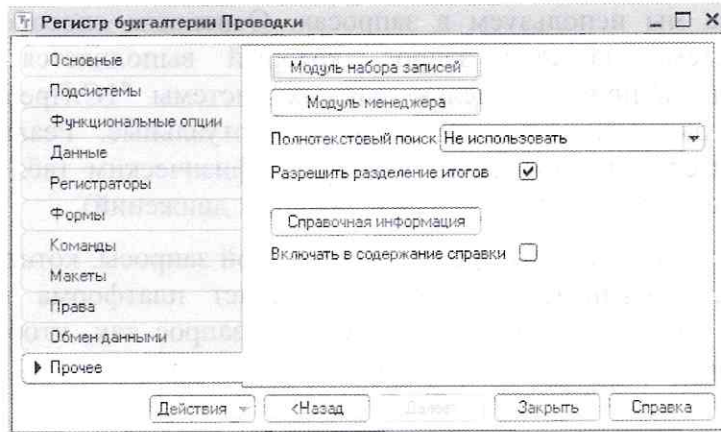 Регистр бухгалтерии Проводки
Основные
Подсистемы
Функциональные опции
Данные
Регистраторы
Формы
Команды
Макеты
Права
Обмен данными
Прочее
Модуль набора записей
Модуль менеджера
Полнотекстовый поиск Не использовать
Разрешить разделение итогов
Справочная информация
Включать в содержание справки
Действия <Назад Далее> Закрыть Справка